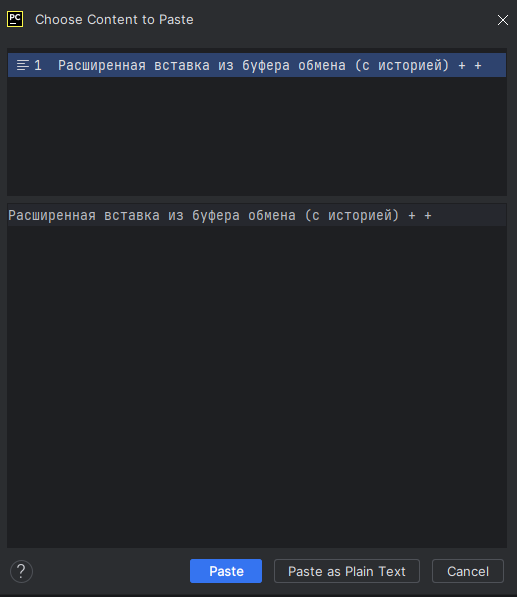 PC Choose Content to Paste
1 Расширенная вставка из буфера обмена (с историей) + +
Расширенная вставка из буфера обмена (с историей) + +
? Paste Paste as Plain Text Cancel